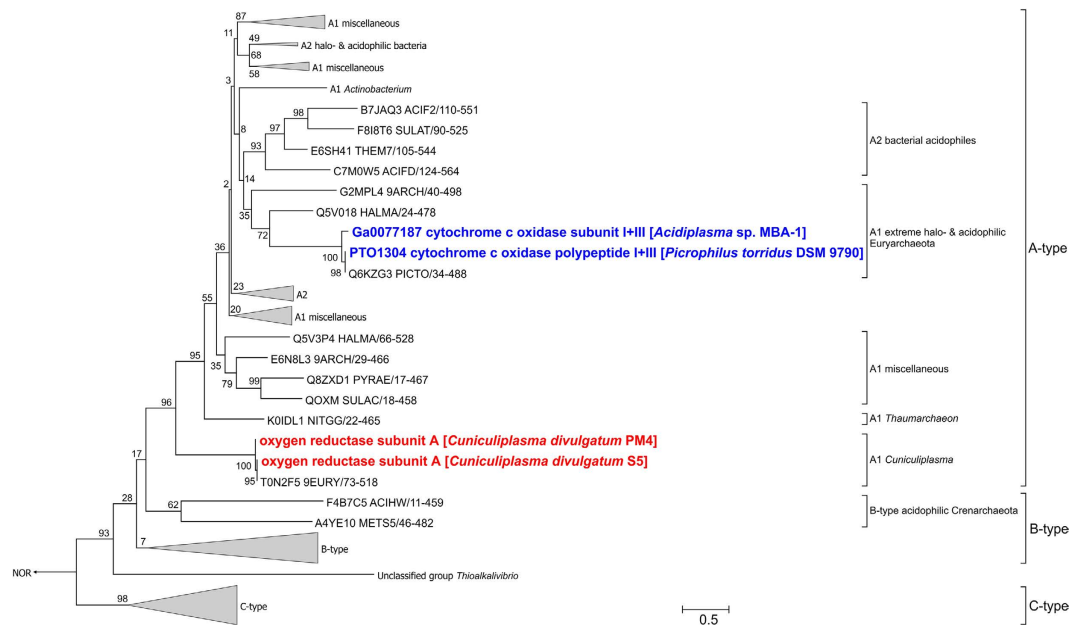 87
A1 miscellaneous
11
49
A2 halo- & acidophilic bacteria
68
58
A1 miscellaneous
3
A1 Actinobacterium
98
B7JAQ3 ACIF2/110-551
97
F8I8T6 SULAT/90-525
8
93
E6SH41 THEM7/105-544
A2 bacterial acidophiles
C7M0W5 ACIFD/124-564
14
2
G2MPL4 9ARCH/40-498
35
Q5V018 HALMA/24-478
72
Ga0077187 cytochrome c oxidase subunit I+III [Acidiplasma sp. MBA-1]
A1 extreme halo- & acidophilic
Euryarchaeota
A-type
36
100
PTO1304 cytochrome c oxidase polypeptide I+III [Picrophilus torridus DSM 9790]
98
Q6KZG3 PICTO/34-488
23
A2
55
20
A1 miscellaneous
Q5V3P4 HALMA/66-528
95
35
E6N8L3 9ARCH/29-466
A1 miscellaneous
79
99
Q8ZXD1 PYRAE/17-467
QOXM SULAC/18-458
96
K0IDL1 NITGG/22-465
A1 Thaumarchaeon
oxygen reductase subunit A [Cuniculiplasma divulgatum PM4]
17
100
oxygen reductase subunit A [Cuniculiplasma divulgatum S5]
A1 Cuniculiplasma
95
T0N2F5 9EURY/73-518
28
62
F4B7C5 ACIHW/11-459
B-type acidophilic Crenarchaeota
A4YE10 METS5/46-482
B-type
93
7
B-type
NOR
Unclassified group Thioalkalivibrio
98
C-type
0.5
C-type